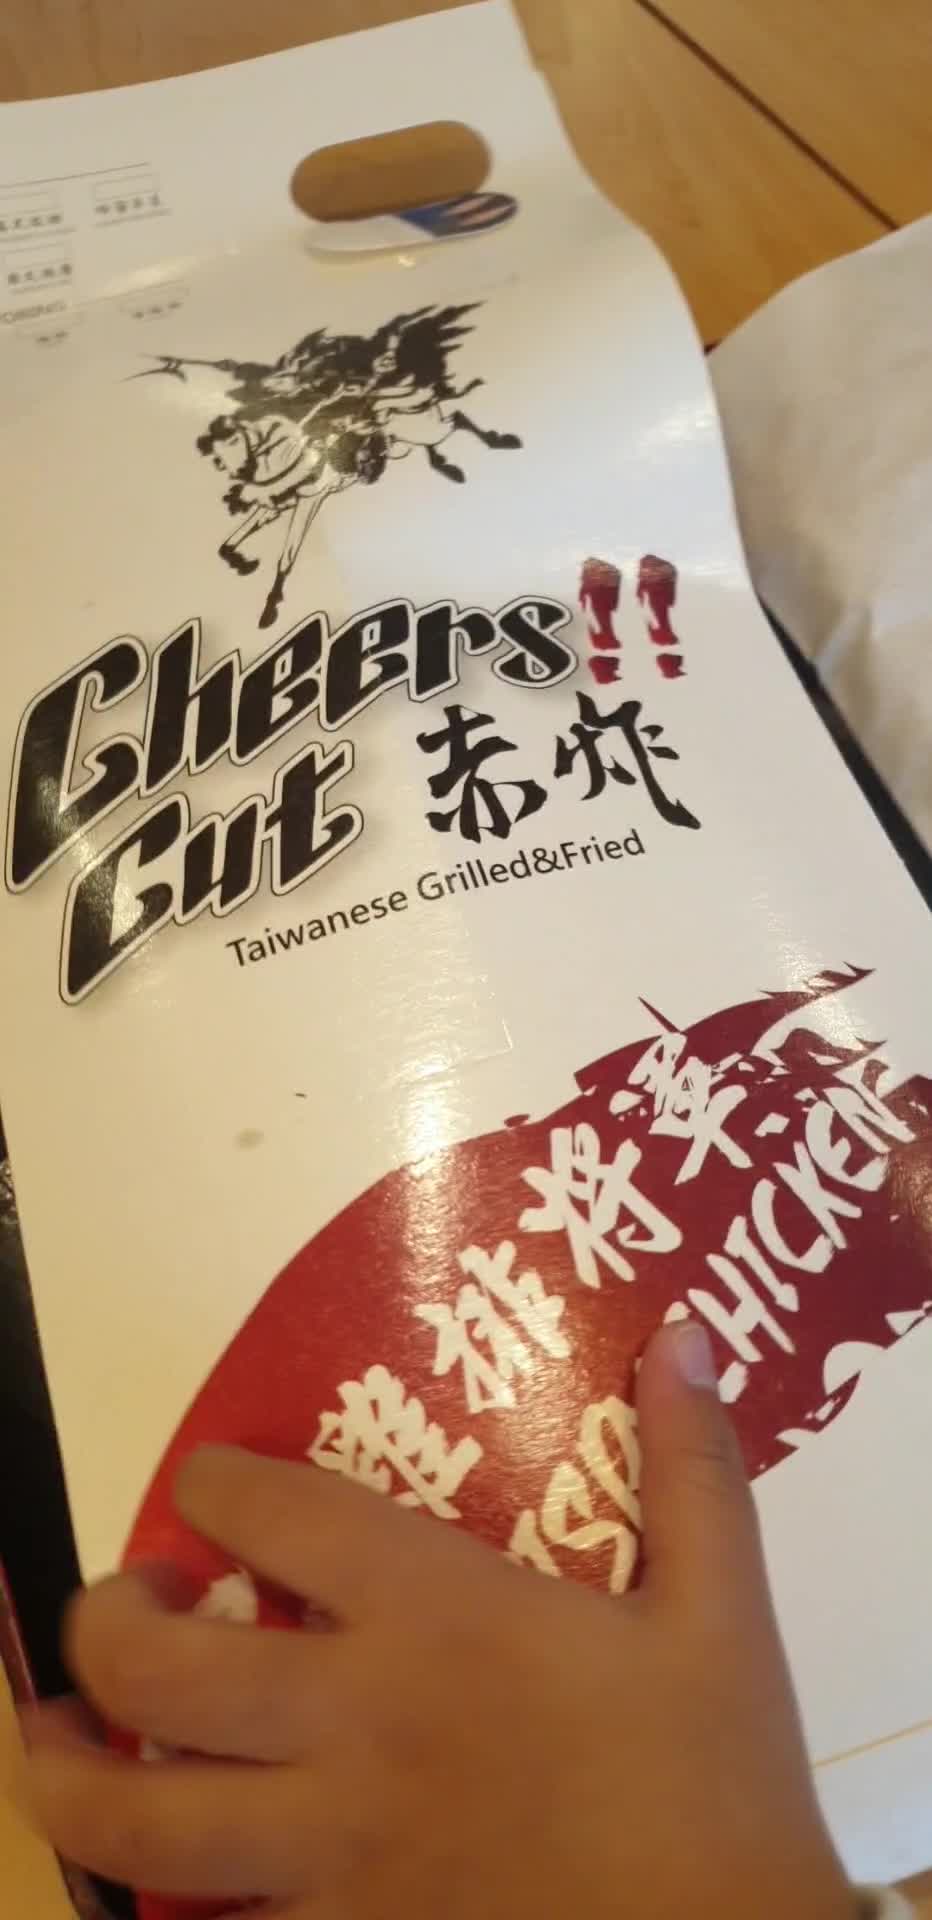 Cheers!!
Cut 赤炸
Taiwanese Grilled&Fried
雞排將軍
CHICKEN